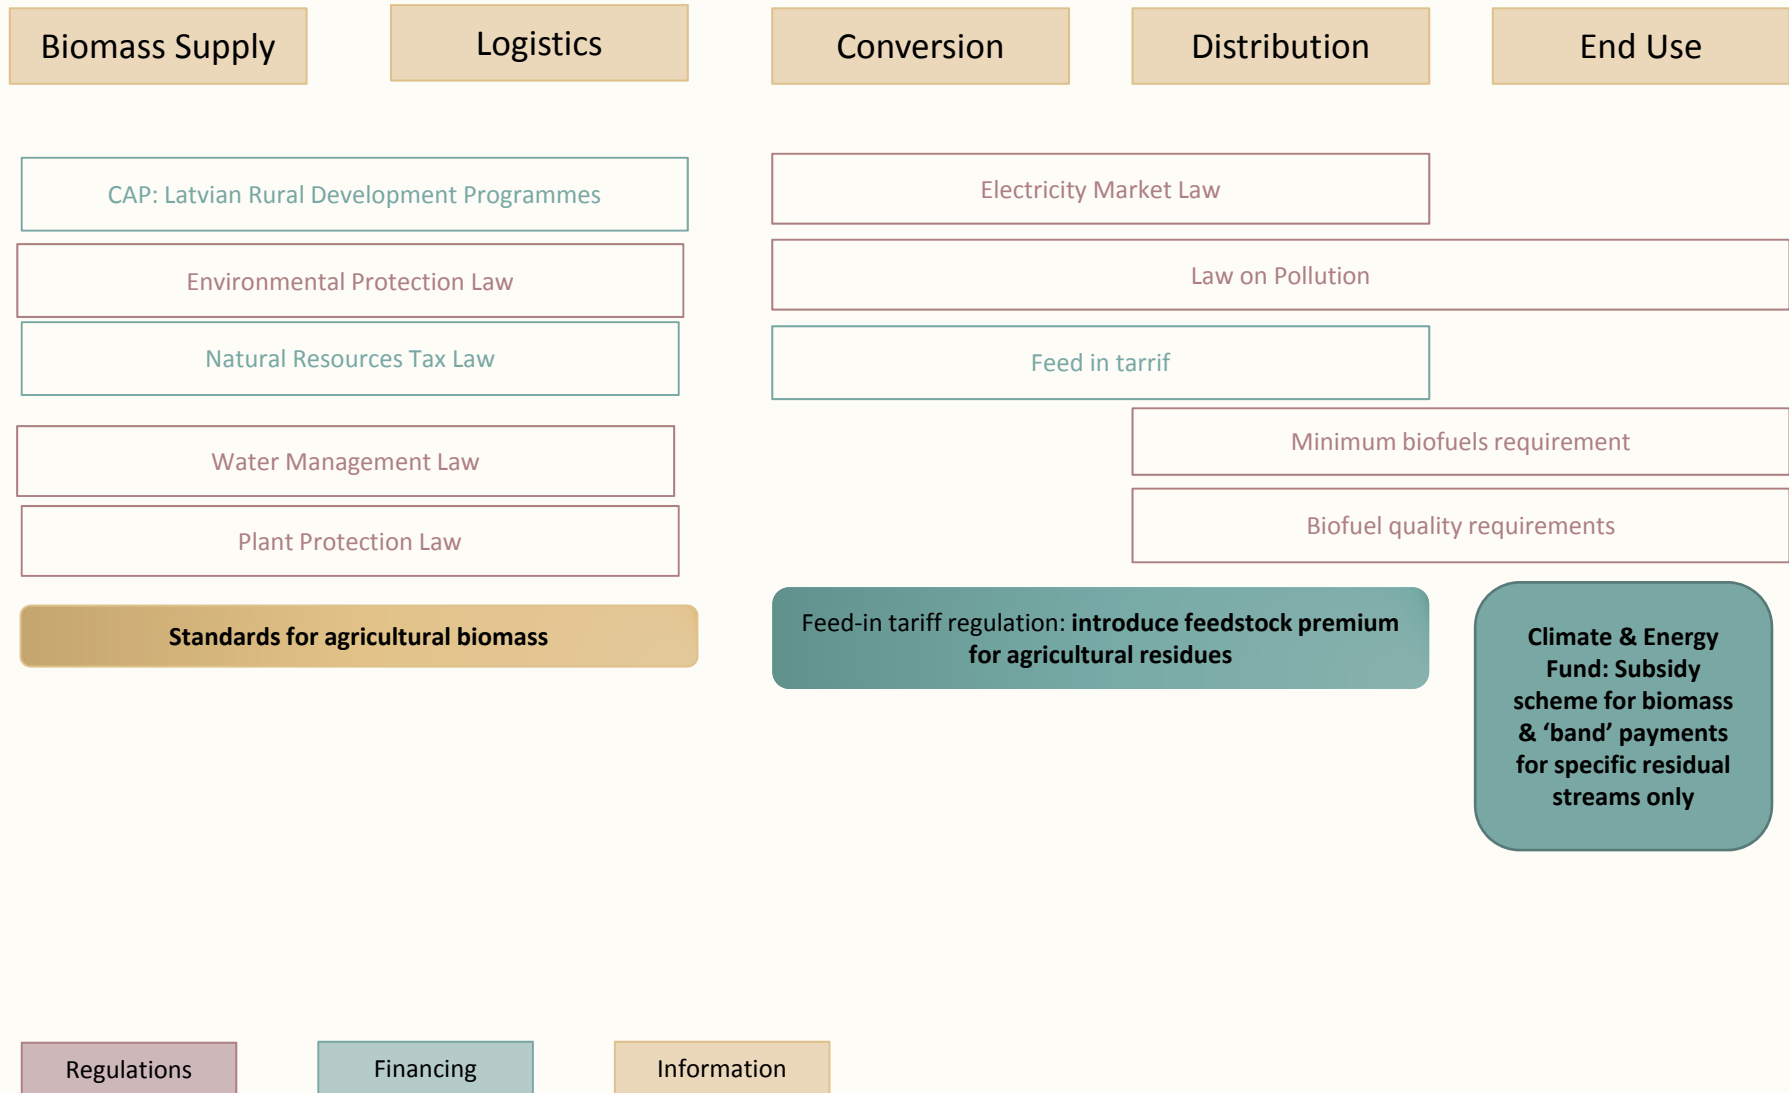 Biomass Supply
Logistics
Conversion
Distribution
End Use
CAP: Latvian Rural Development Programmes
Environmental Protection Law
Natural Resources Tax Law
Water Management Law
Plant Protection Law
Standards for agricultural biomass
Electricity Market Law
Law on Pollution
Feed in tarrif
Minimum biofuels requirement
Biofuel quality requirements
Feed-in tariff regulation: introduce feedstock premium
for agricultural residues
Climate & Energy
Fund: Subsidy
scheme for biomass
& ‘band’ payments
for specific residual
streams only
Regulations
Financing
Information